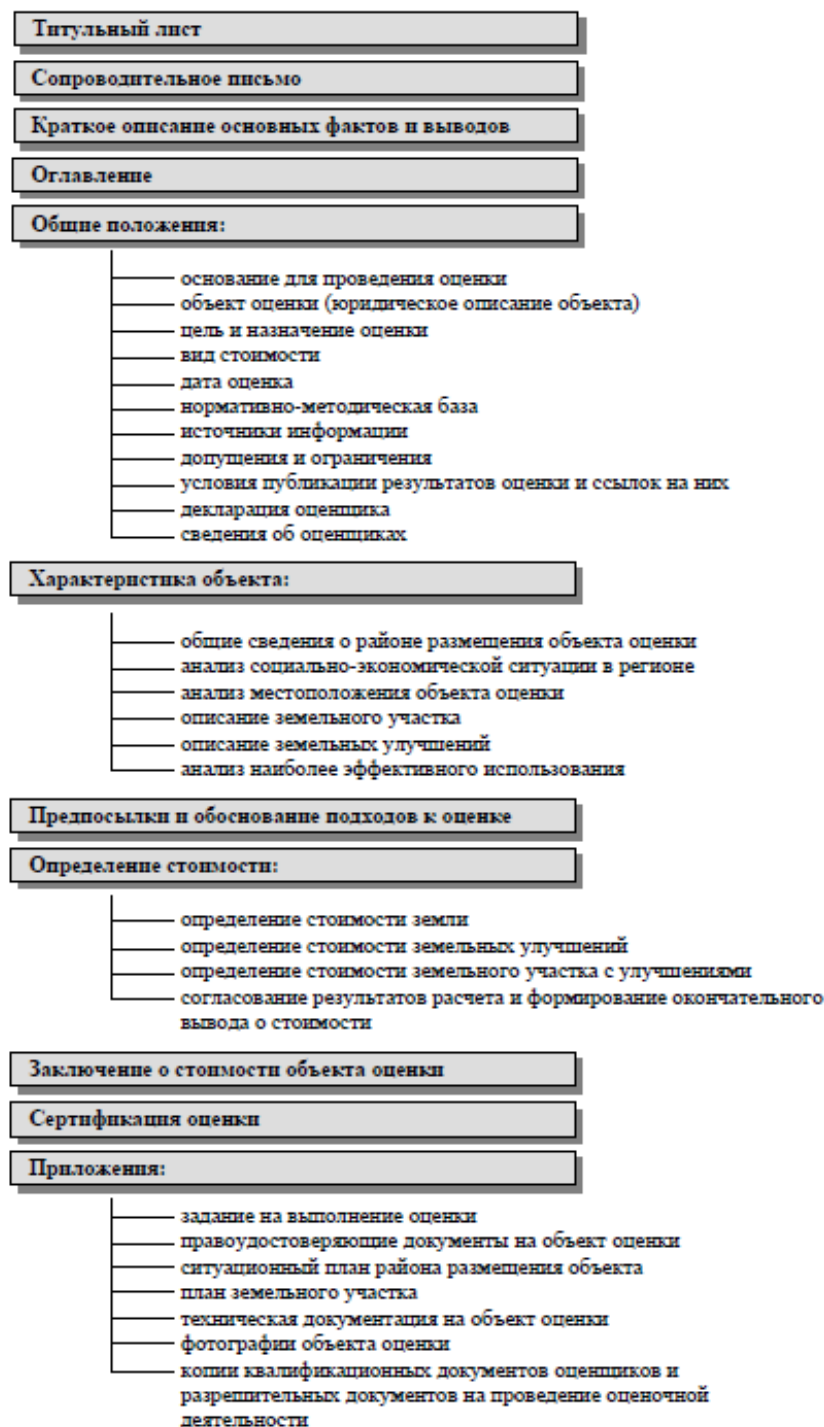 Титульный лист
Сопроводительное письмо
Краткое описание основных фактов и выводов
Оглавление
Общие положения:
основание для проведения оценки
объект оценки (юридическое описание объекта)
цель и назначение оценки
вид стоимости
дата оценка
нормативно-методическая база
источники информации
допущения и ограничения
условия публикации результатов оценки и ссылок на них
декларация оценщика
сведения об оценщиках
Характеристика объекта:
общие сведения о районе размещения объекта оценки
анализ социально-экономической ситуации в регионе
анализ местоположения объекта оценки
описание земельного участка
описание земельных улучшений
анализ наиболее эффективного использования
Предпосылки и обоснование подходов к оценке
Определение стоимости:
определение стоимости земли
определение стоимости земельных улучшений
определение стоимости земельного участка с улучшениями
согласование результатов расчета и формирование окончательного
вывода о стоимости
Заключение о стоимости объекта оценки
Сертификация оценки
Приложения:
задание на выполнение оценки
правоудостоверяющие документы на объект оценки
ситуационный план района размещения объекта
план земельного участка
техническая документация на объект оценки
фотографии объекта оценки
копии квалификационных документов оценщиков и
разрешительных документов на проведение оценочной
деятельности